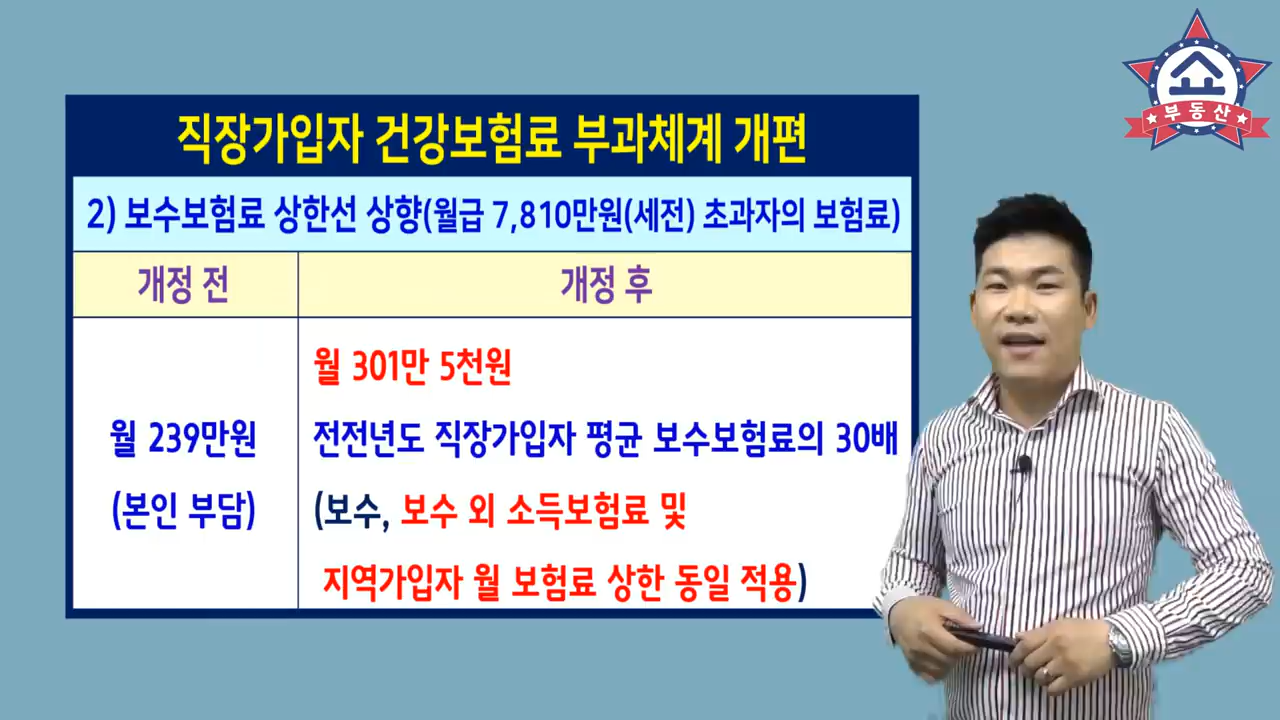 부동산
직장가입자 건강보험료 부과체계 개편
2) 보수보험료 상한선 상향(월급 7,810만원(세전) 초과자의 보험료)
개정 전
개정 후
월 239만원
(본인 부담)
월 301만 5천원
전전년도 직장가입자 평균 보수보험료의 30배
(보수, 보수 외 소득보험료 및
지역가입자 월 보험료 상한 동일 적용)